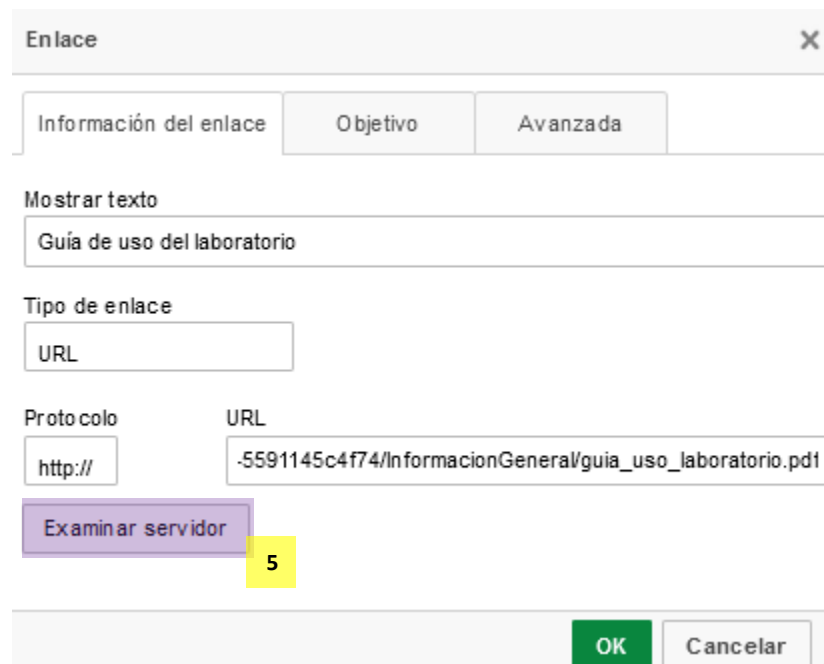 Enlace ×
Información del enlace Objetivo Avanzada
Mostrar texto
Guía de uso del laboratorio
Tipo de enlace
URL
Protocolo URL
http:// -5591145c4f74/InformacionGeneral/guia_uso_laboratorio.pdf
Examinar servidor
5
OK Cancelar